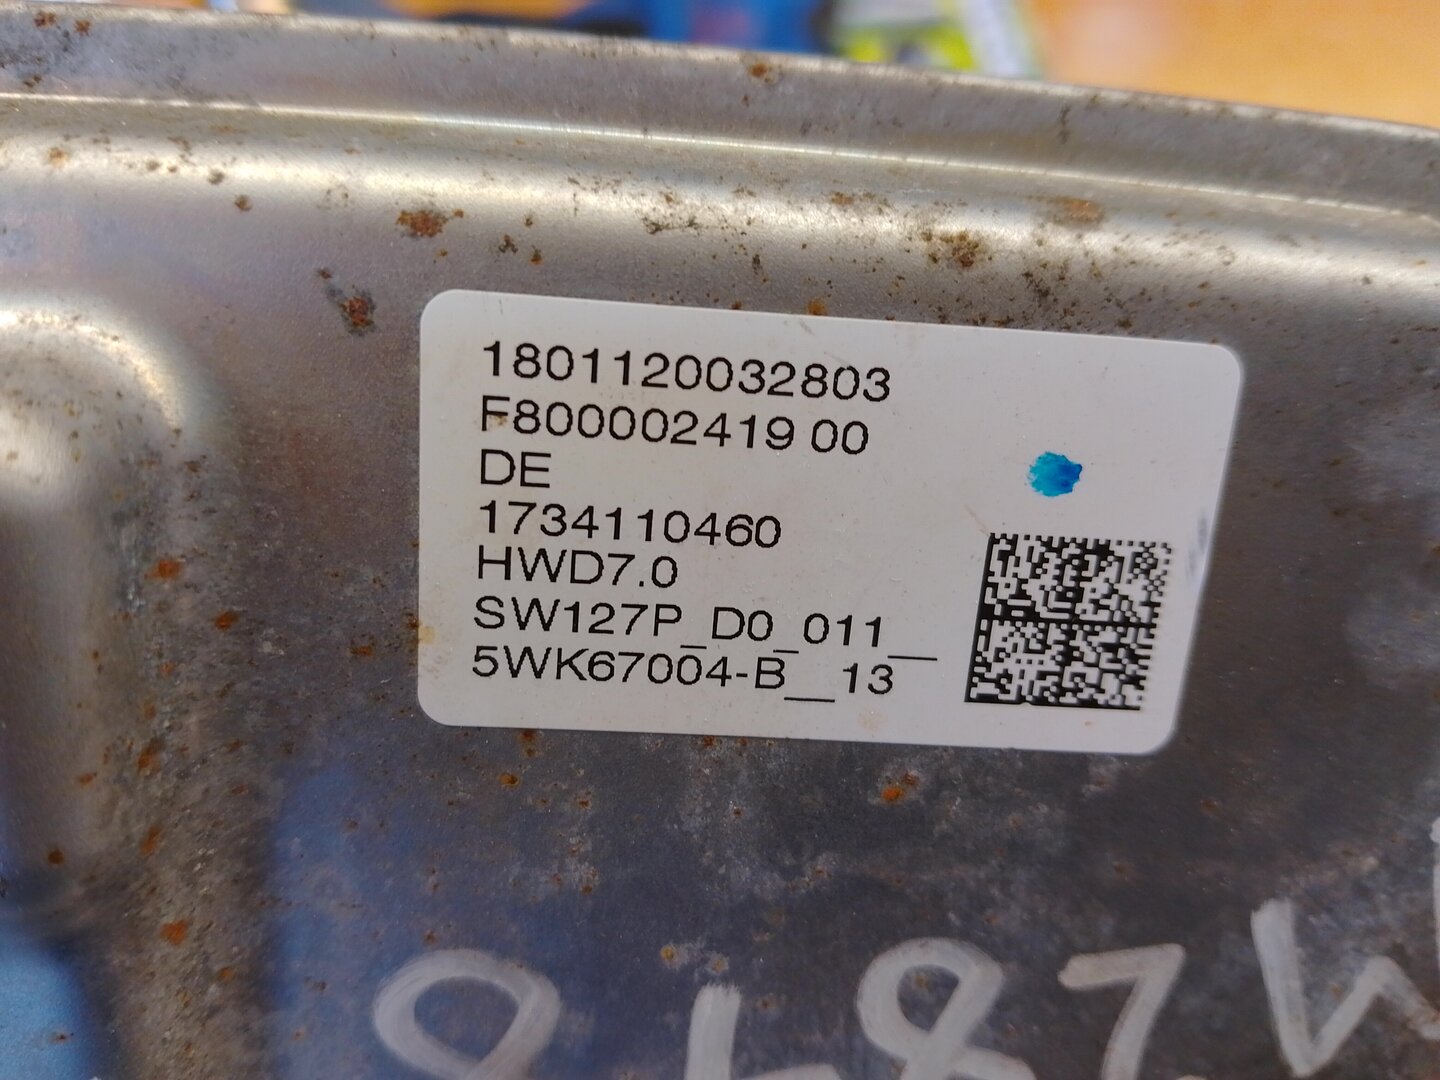 1801120032803
F800002419 00
DE
1734110460
HWD7.0
SW127P_D0_011__
5WK67004-B__13